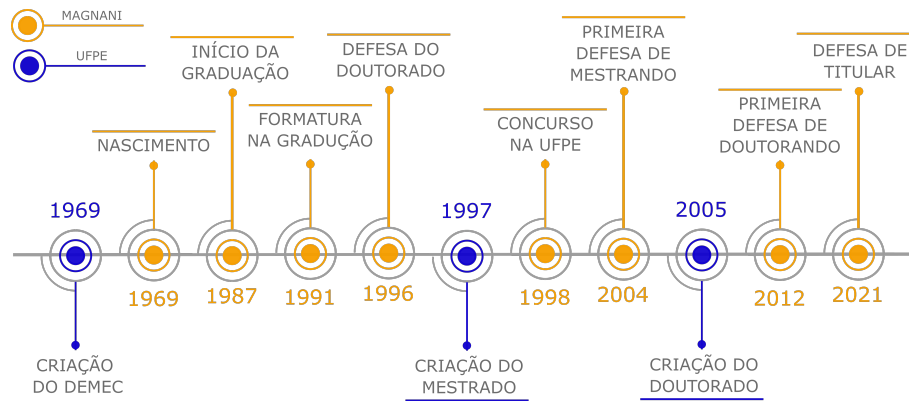 MAGNANI
UFPE
INÍCIO DA
GRADUAÇÃO
DEFESA DO
DOUTORADO
PRIMEIRA
DEFESA DE
MESTRANDO
DEFESA DE
TITULAR
NASCIMENTO
FORMATURA
NA GRADUÇÃO
CONCURSO
NA UFPE
PRIMEIRA
DEFESA DE
DOUTORANDO
1969
1997
2005
1969
1987
1991
1996
1998
2004
2012
2021
CRIAÇÃO
DO DEMEC
CRIAÇÃO DO
MESTRADO
CRIAÇÃO DO
DOUTORADO